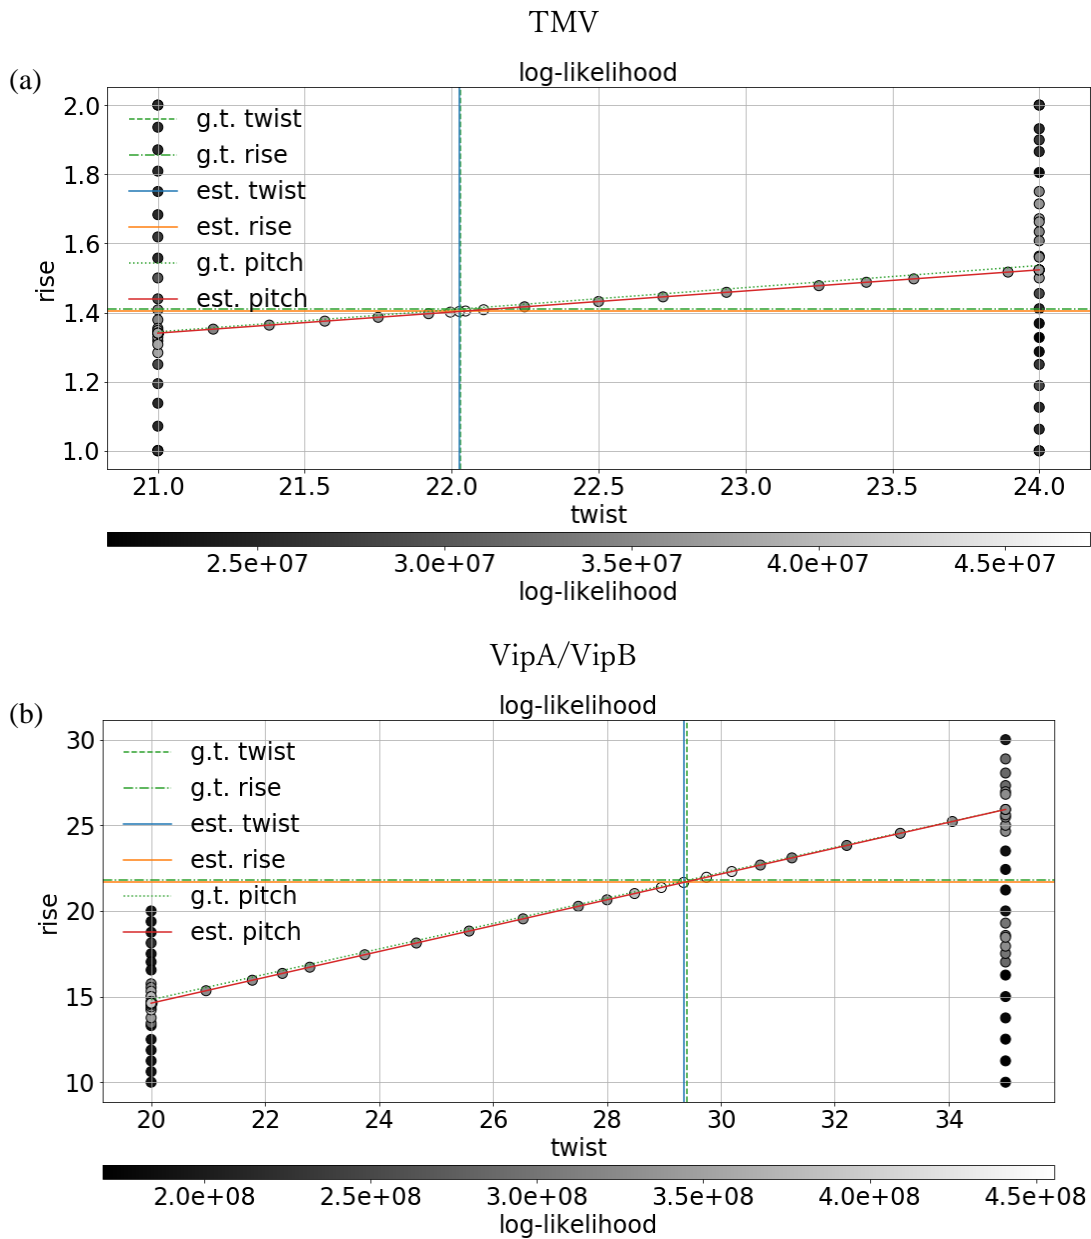 TMV
(a)
log-likelihood
2.0
1.8
1.6
1.4
1.2
1.0
rise
g.t. twist
g.t. rise
est. twist
est. rise
g.t. pitch
est. pitch
21.0 21.5 22.0 22.5 23.0 23.5 24.0
twist
2.5e+07 3.0e+07 3.5e+07 4.0e+07 4.5e+07
log-likelihood
VipA/VipB
(b)
log-likelihood
30
25
20
15
10
rise
g.t. twist
g.t. rise
est. twist
est. rise
g.t. pitch
est. pitch
20 22 24 26 28 30 32 34
twist
2.0e+08 2.5e+08 3.0e+08 3.5e+08 4.0e+08 4.5e+08
log-likelihood